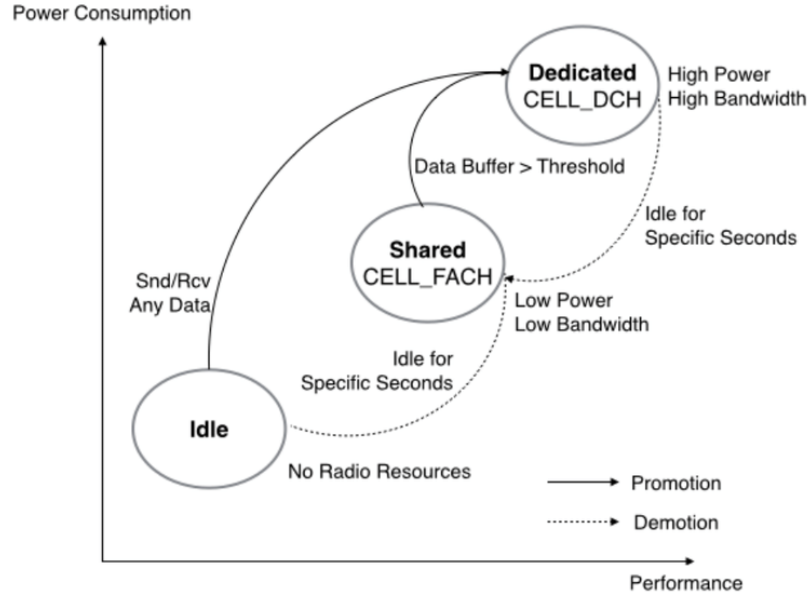 Power Consumption
Dedicated
CELL_DCH
High Power
High Bandwidth
Data Buffer > Threshold
Idle for
Specific Seconds
Shared
CELL_FACH
Snd/Rcv
Any Data
Low Power
Low Bandwidth
Idle for
Specific Seconds
Idle
No Radio Resources
Promotion
Demotion
Performance